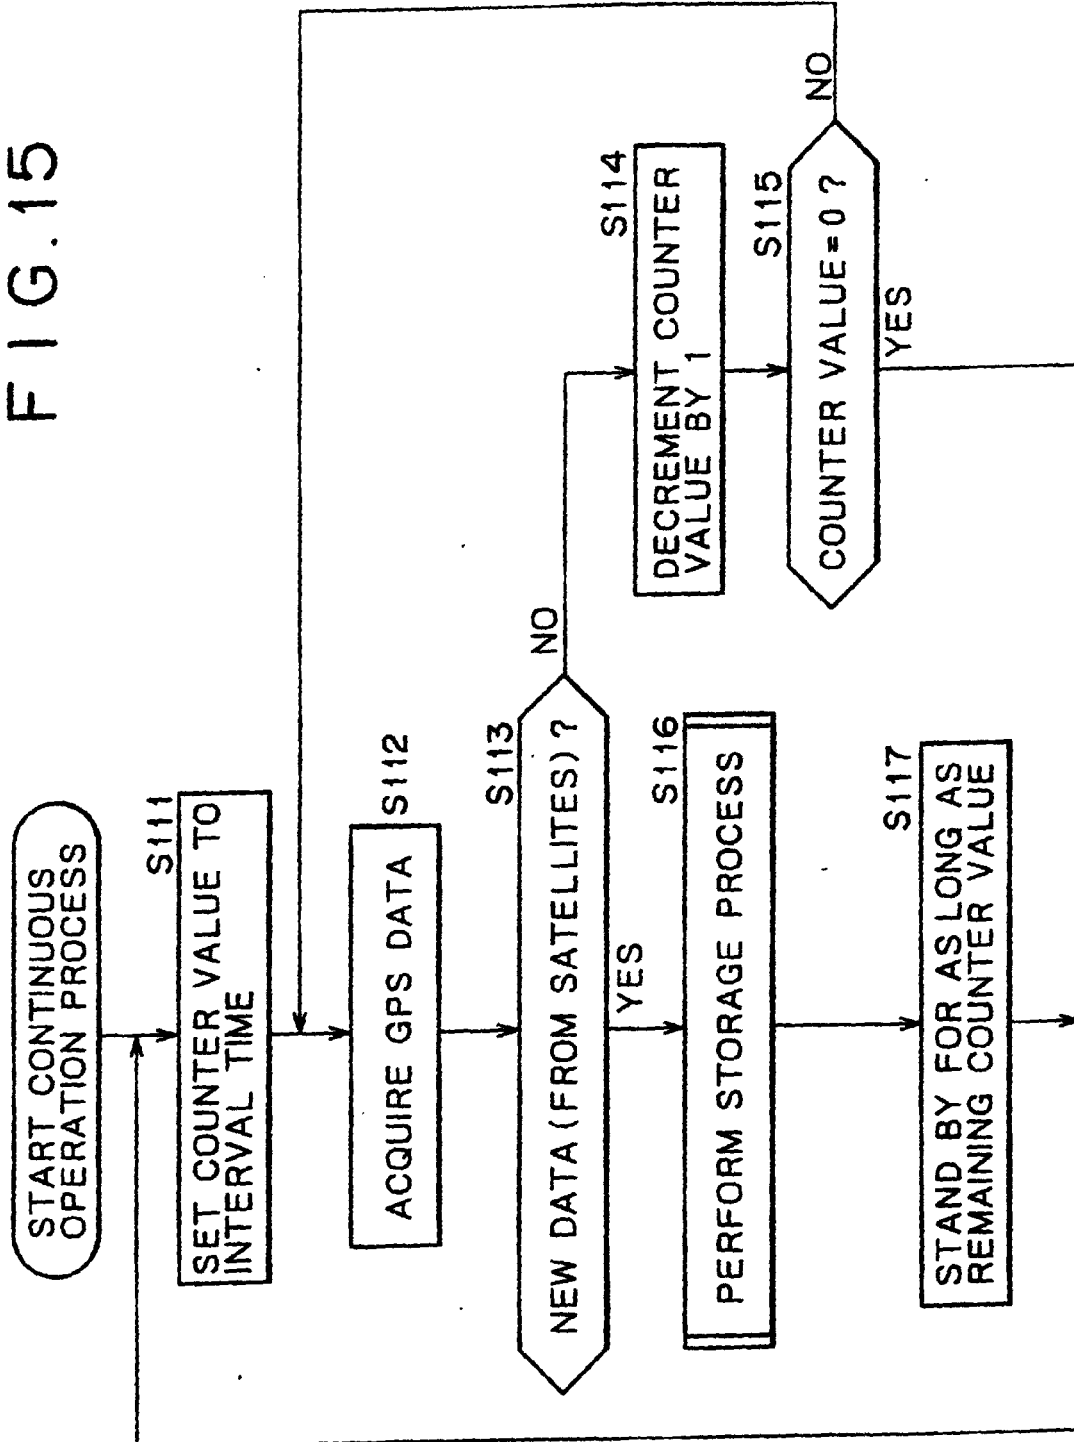 FIG.15
START CONTINUOUS
OPERATION PROCESS
S111
SET COUNTER VALUE TO
INTERVAL TIME
S112
ACQUIRE GPS DATA
S113
NEW DATA (FROM SATELLITES) ?
NO
YES
S114
DECREMENT COUNTER
VALUE BY 1
S115
COUNTER VALUE=0 ?
NO
YES
S116
PERFORM STORAGE PROCESS
S117
STAND BY FOR AS LONG AS
REMAINING COUNTER VALUE